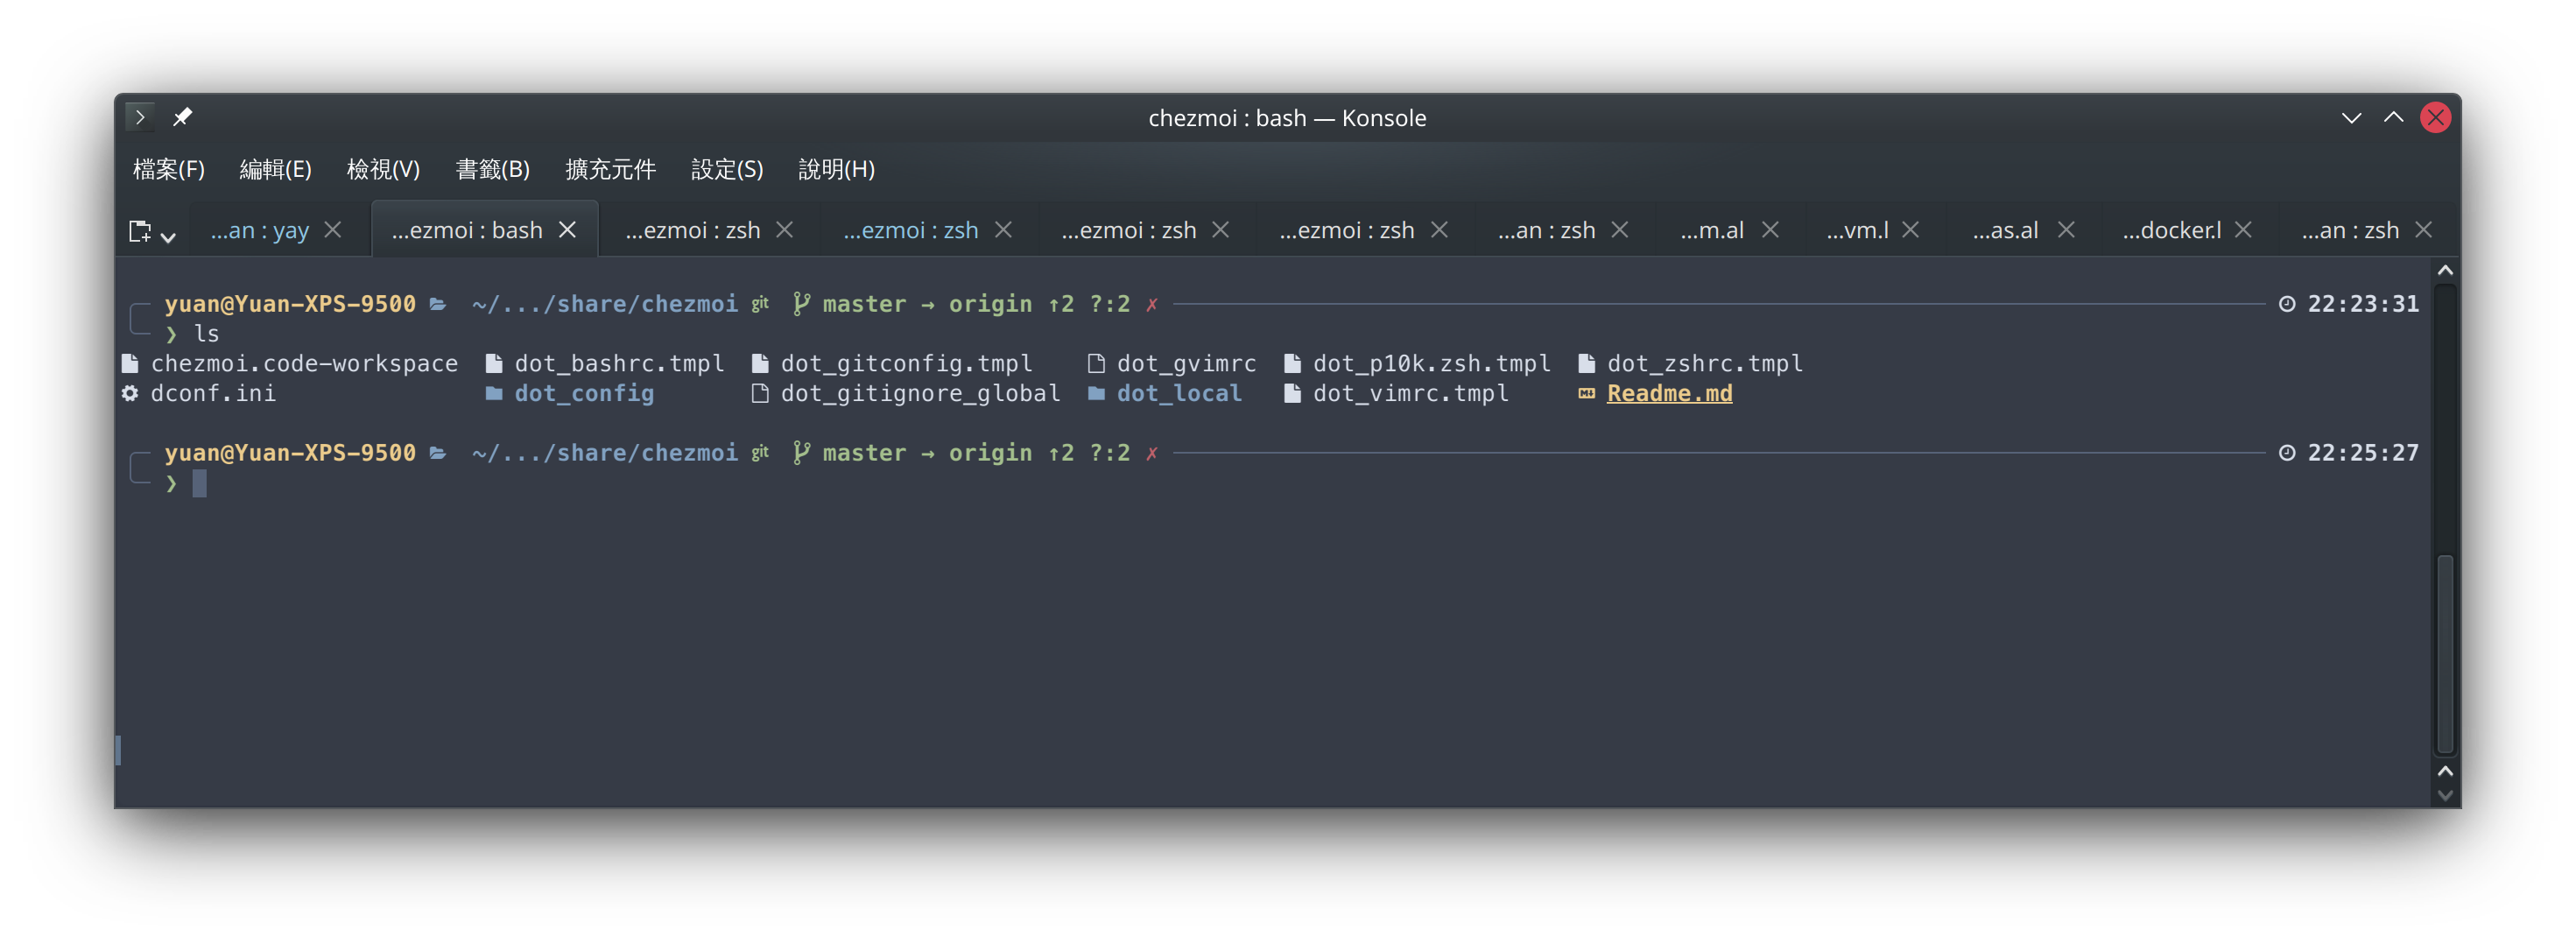 chezmoi : bash — Konsole
檔案(F) 編輯(E) 檢視(V) 書籤(B) 擴充元件 設定(S) 說明(H)
...an : yay ...ezmoi : bash ...ezmoi : zsh ...ezmoi : zsh ...ezmoi : zsh ...ezmoi : zsh ...an : zsh ...m.al ...vm.l ...as.al ...docker.l ...an : zsh
yuan@Yuan-XPS-9500 ~/.../share/chezmoi git master → origin ↑2 ?:2 ✗ 22:23:31
❯ ls
chezmoi.code-workspace dot_bashrc.tmpl dot_gitconfig.tmpl dot_gvimrc dot_p10k.zsh.tmpl dot_zshrc.tmpl
dconf.ini dot_config dot_gitignore_global dot_local dot_vimrc.tmpl Readme.md
yuan@Yuan-XPS-9500 ~/.../share/chezmoi git master → origin ↑2 ?:2 ✗ 22:25:27
❯